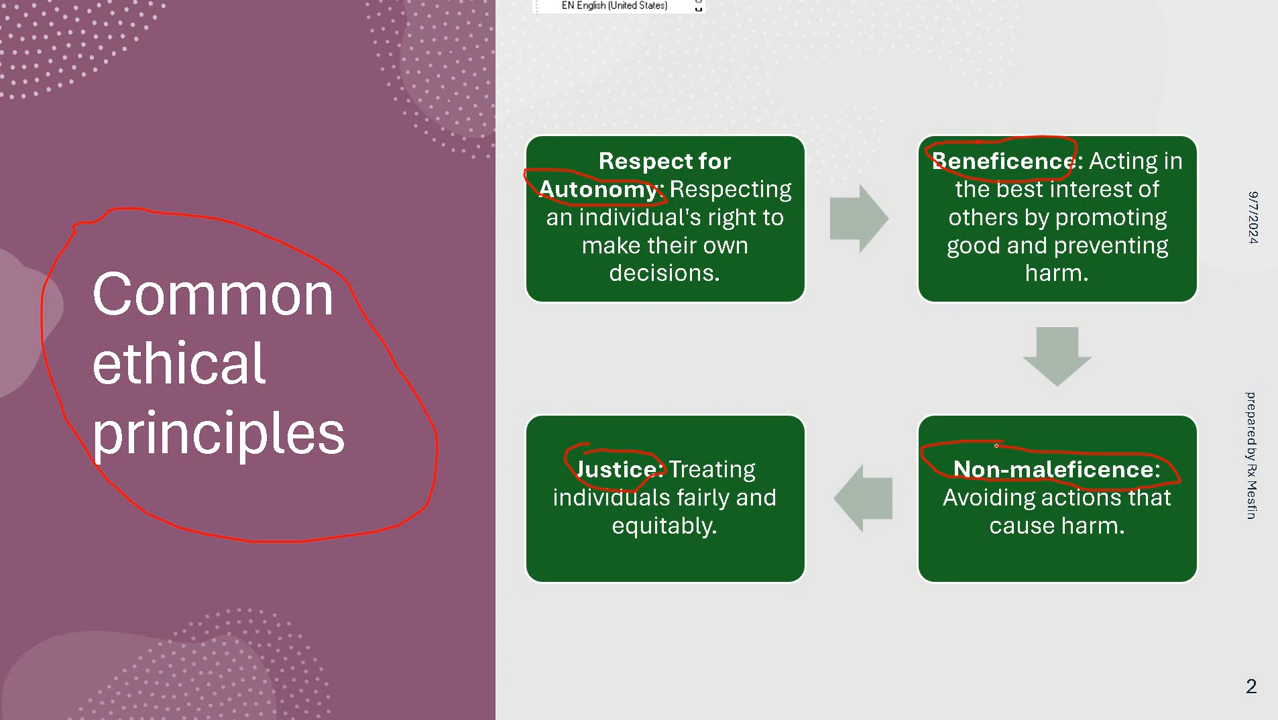 EN English (United States)
Common
ethical
principles
Respect for
Autonomy: Respecting
an individual's right to
make their own
decisions.
Beneficence: Acting in
the best interest of
others by promoting
good and preventing
harm.
Non-maleficence:
Avoiding actions that
cause harm.
Justice: Treating
individuals fairly and
equitably.
9/7/2024
prepared by Rx Mesfin
2